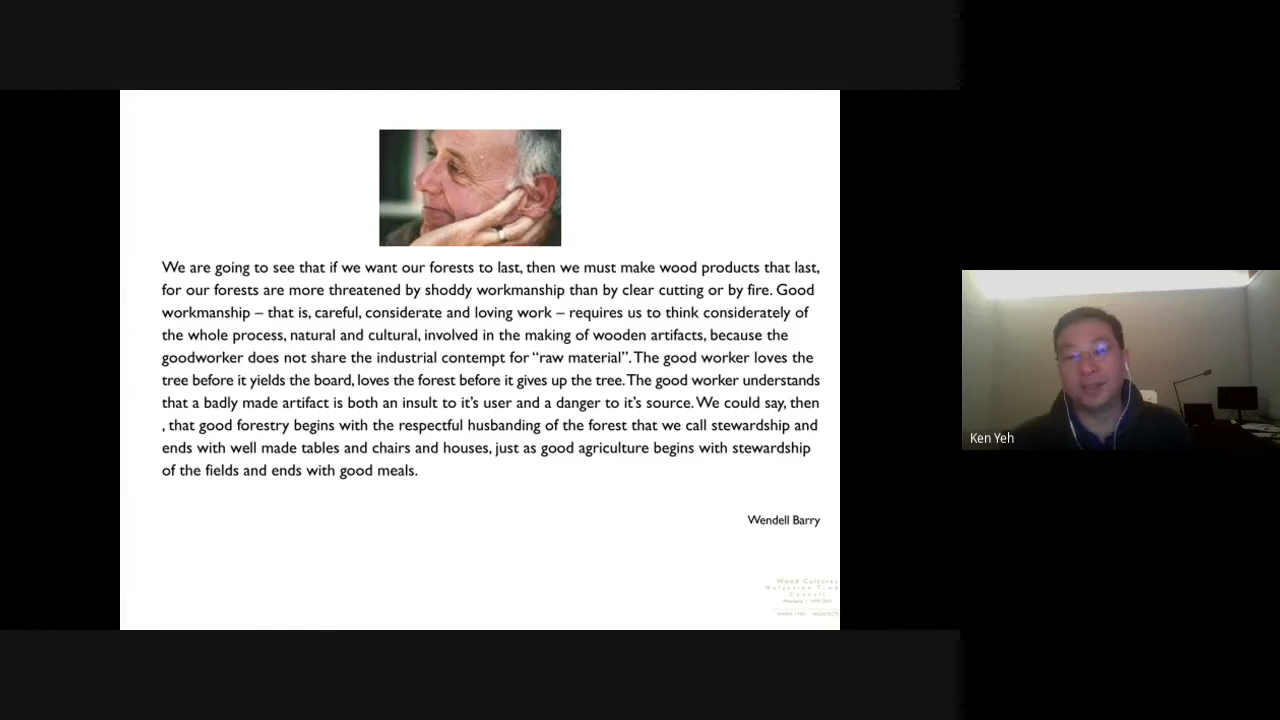 We are going to see that if we want our forests to last, then we must make wood products that last,
for our forests are more threatened by shoddy workmanship than by clear cutting or by fire. Good
workmanship – that is, careful, considerate and loving work – requires us to think considerately of
the whole process, natural and cultural, involved in the making of wooden artifacts, because the
goodworker does not share the industrial contempt for “raw material”. The good worker loves the
tree before it yields the board, loves the forest before it gives up the tree. The good worker understands
that a badly made artifact is both an insult to it’s user and a danger to it’s source. We could say, then
, that good forestry begins with the respectful husbanding of the forest that we call stewardship and
ends with well made tables and chairs and houses, just as good agriculture begins with stewardship
of the fields and ends with good meals.
Wendell Barry
Wood Cultures
Malaysian Timb
Council
Ken Yeh